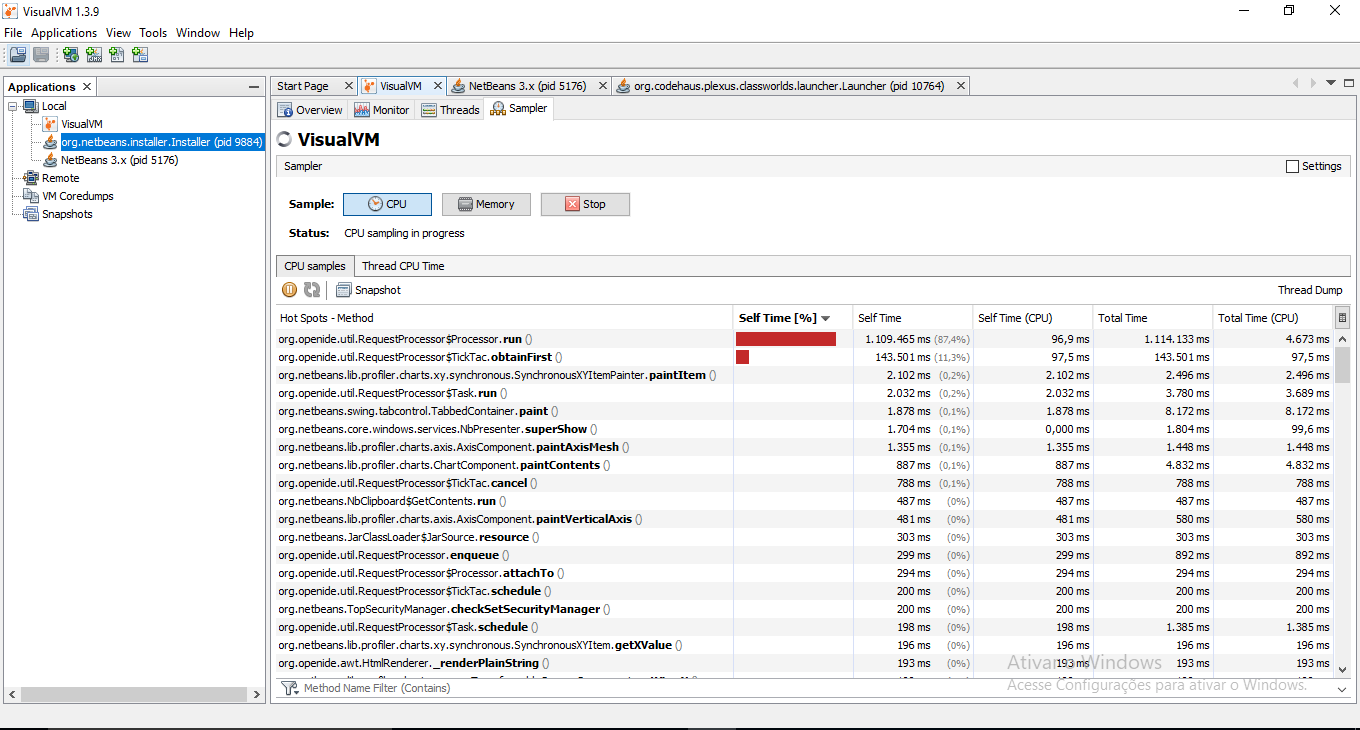 VisualVM 1.3.9
File Applications View Tools Window Help
Applications
Local
VisualVM
org.netbeans.installer.Installer (pid 9884)
NetBeans 3.x (pid 5176)
Remote
VM Coredumps
Snapshots
Start Page VisualVM NetBeans 3.x (pid 5176) org.codehaus.plexus.classworlds.launcher.Launcher (pid 10764)
Overview Monitor Threads Sampler
VisualVM
Sampler Settings
Sample: CPU Memory Stop
Status: CPU sampling in progress
CPU samples Thread CPU Time
Snapshot Thread Dump
Hot Spots - Method Self Time [%] Self Time Self Time (CPU) Total Time Total Time (CPU)
org.openide.util.RequestProcessor$Processor.run () 1.109.465 ms (87,4%) 96,9 ms 1.114.133 ms 4.673 ms
org.openide.util.RequestProcessor$TickTac.obtainFirst () 143.501 ms (11,3%) 97,5 ms 143.501 ms 97,5 ms
org.netbeans.lib.profiler.charts.xy.synchronous.SynchronousXYItemPainter.paintItem () 2.102 ms (0,2%) 2.102 ms 2.496 ms 2.496 ms
org.openide.util.RequestProcessor$Task.run () 2.032 ms (0,2%) 2.032 ms 3.780 ms 3.689 ms
org.netbeans.swing.tabcontrol.TabbedContainer.paint () 1.878 ms (0,1%) 1.878 ms 8.172 ms 8.172 ms
org.netbeans.core.windows.services.NbPresenter.superShow () 1.704 ms (0,1%) 0,000 ms 1.804 ms 99,6 ms
org.netbeans.lib.profiler.charts.axis.AxisComponent.paintAxisMesh () 1.355 ms (0,1%) 1.355 ms 1.448 ms 1.448 ms
org.netbeans.lib.profiler.charts.ChartComponent.paintContents () 887 ms (0,1%) 887 ms 4.832 ms 4.832 ms
org.openide.util.RequestProcessor$TickTac.cancel () 788 ms (0,1%) 788 ms 788 ms 788 ms
org.netbeans.NbClipboard$GetContents.run () 487 ms (0%) 487 ms 487 ms 487 ms
org.netbeans.lib.profiler.charts.axis.AxisComponent.paintVerticalAxis () 481 ms (0%) 481 ms 580 ms 580 ms
org.netbeans.JarClassLoader$JarSource.resource () 303 ms (0%) 303 ms 303 ms 303 ms
org.openide.util.RequestProcessor.enqueue () 299 ms (0%) 299 ms 892 ms 892 ms
org.openide.util.RequestProcessor$Processor.attachTo () 294 ms (0%) 294 ms 294 ms 294 ms
org.openide.util.RequestProcessor$TickTac.schedule () 200 ms (0%) 200 ms 200 ms 200 ms
org.netbeans.TopSecurityManager.checkSetSecurityManager () 200 ms (0%) 200 ms 200 ms 200 ms
org.openide.util.RequestProcessor$Task.schedule () 198 ms (0%) 198 ms 1.385 ms 1.385 ms
org.netbeans.lib.profiler.charts.xy.synchronous.SynchronousXYItem.getXValue () 196 ms (0%) 196 ms 196 ms 196 ms
org.openide.awt.HtmlRenderer._renderPlainString () 193 ms (0%) 193 ms 193 ms 193 ms
Ativar o Windows
Method Name Filter (Contains)
Acesse Configurações para ativar o Windows.